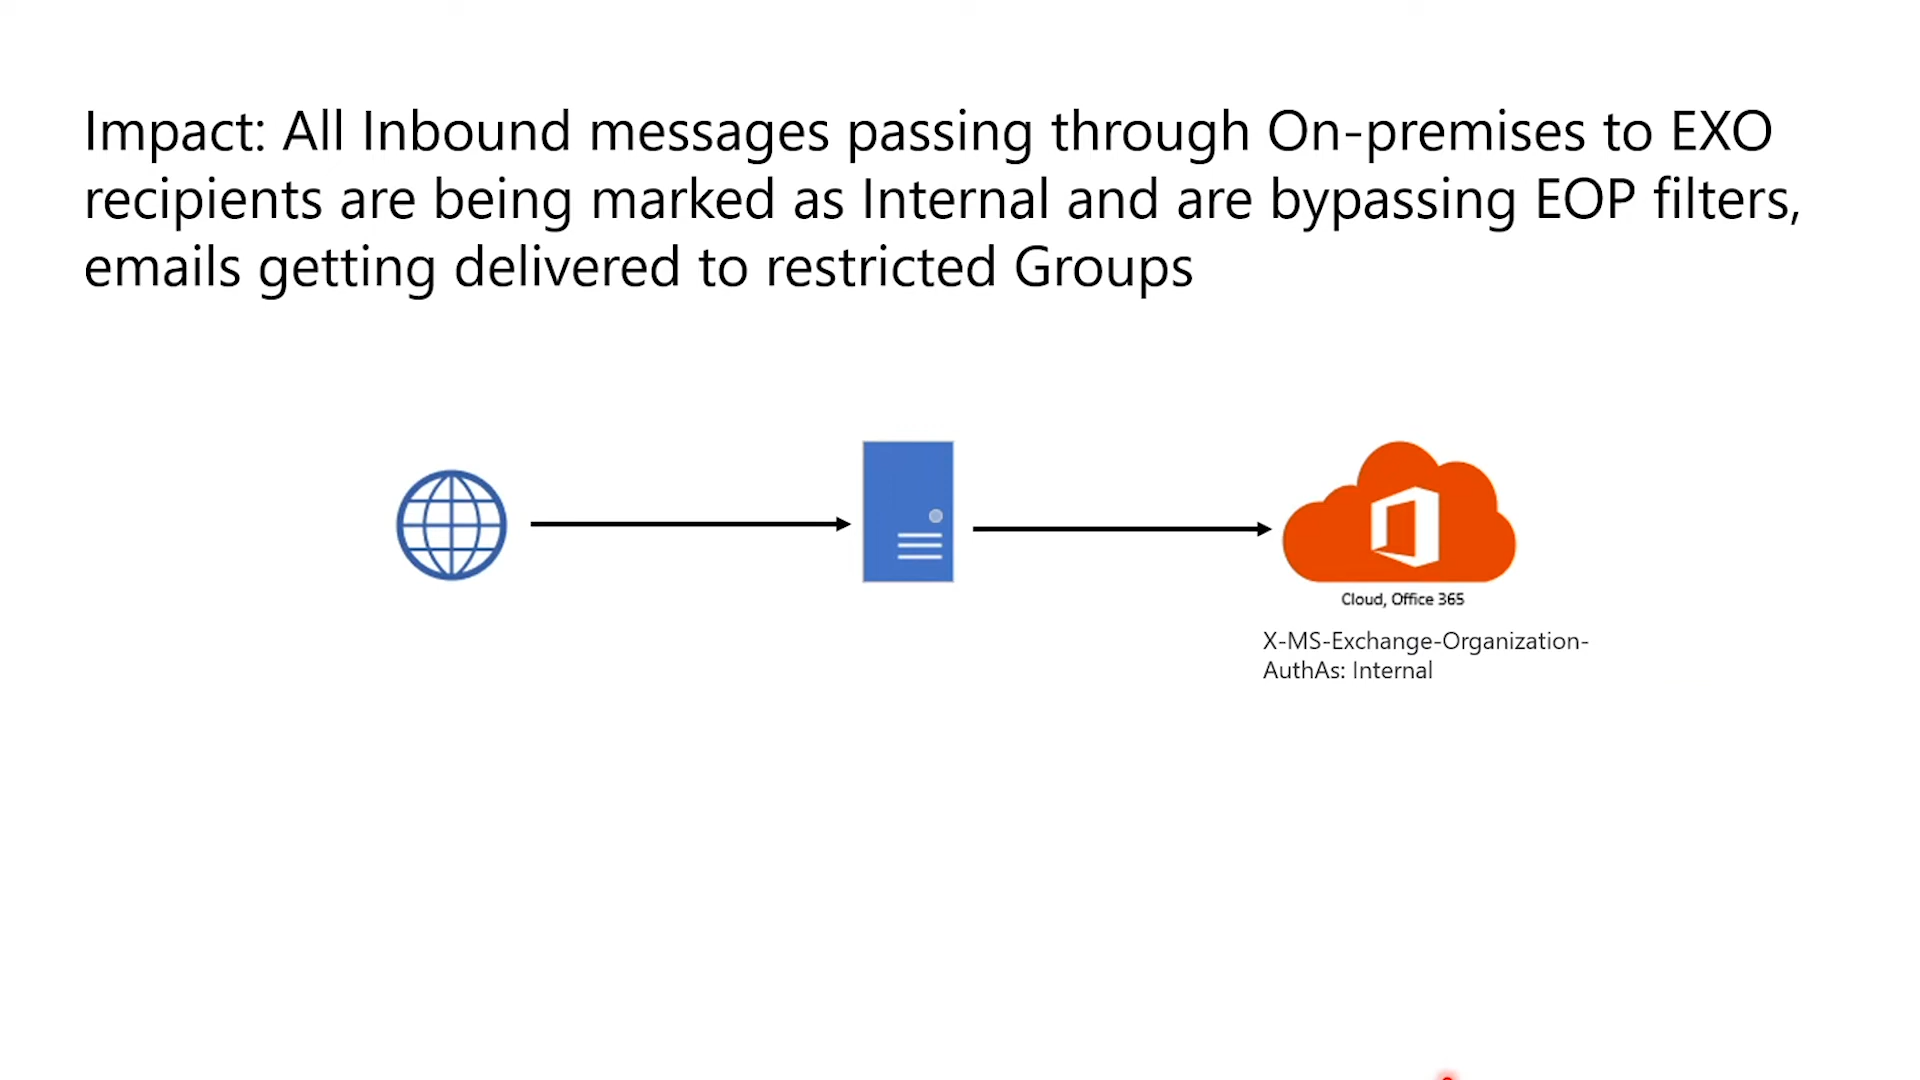 Impact: All Inbound messages passing through On-premises to EXO
recipients are being marked as Internal and are bypassing EOP filters,
emails getting delivered to restricted Groups
Cloud, Office 365
X-MS-Exchange-Organization-
AuthAs: Internal